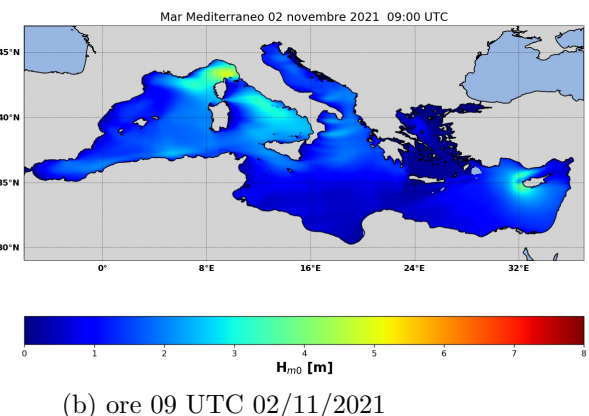 Mar Mediterraneo 02 novembre 2021 09:00 UTC
45°N
40°N
35°N
30°N
0° 8°E 16°E 24°E 32°E
0 1 2 3 4 5 6 7 8
Hm0 [m]
(b) ore 09 UTC 02/11/2021